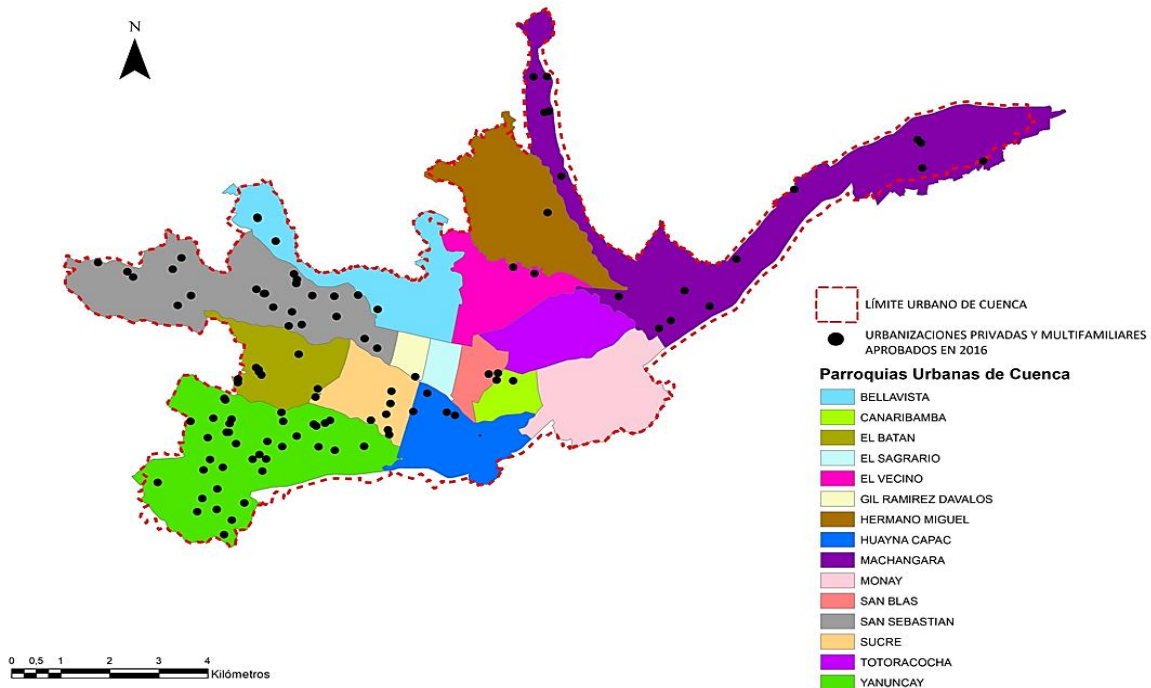 N
LÍMITE URBANO DE CUENCA
URBANIZACIONES PRIVADAS Y MULTIFAMILIARES
APROBADOS EN 2016
Parroquias Urbanas de Cuenca
BELLAVISTA
CANARIBAMBA
EL BATAN
EL SAGRARIO
EL VECINO
GIL RAMIREZ DAVALOS
HERMANO MIGUEL
HUAYNA CAPAC
MACHANGARA
MONAY
SAN BLAS
SAN SEBASTIAN
SUCRE
TOTORACOCHA
YANUNCAY
0 0,5 1 2 3 4
Kilómetros